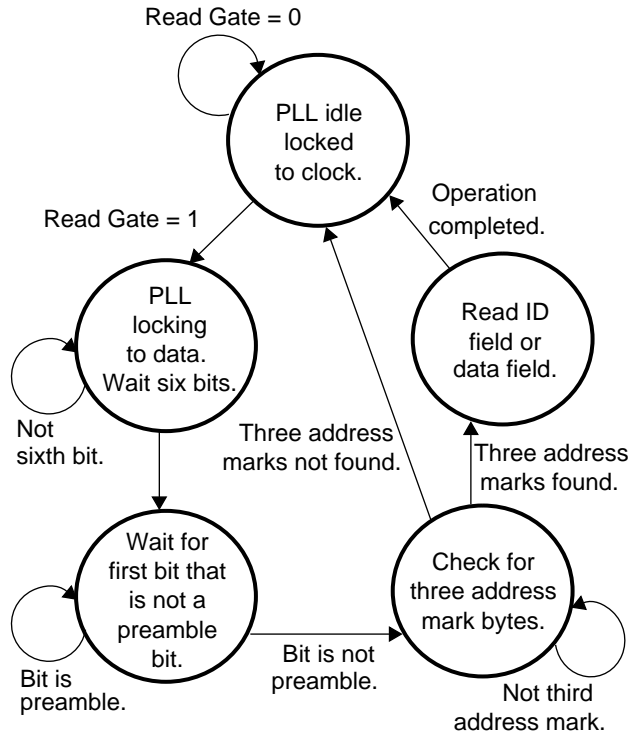 Read Gate = 0
PLL idle
locked
to clock.
Read Gate = 1
Operation
completed.
PLL
locking
to data.
Wait six bits.
Read ID
field or
data field.
Not
sixth bit.
Three address
marks not found.
Three address
marks found.
Wait for
first bit that
is not a
preamble
bit.
Check for
three address
mark bytes.
Bit is
preamble.
Bit is not
preamble.
Not third
address mark.